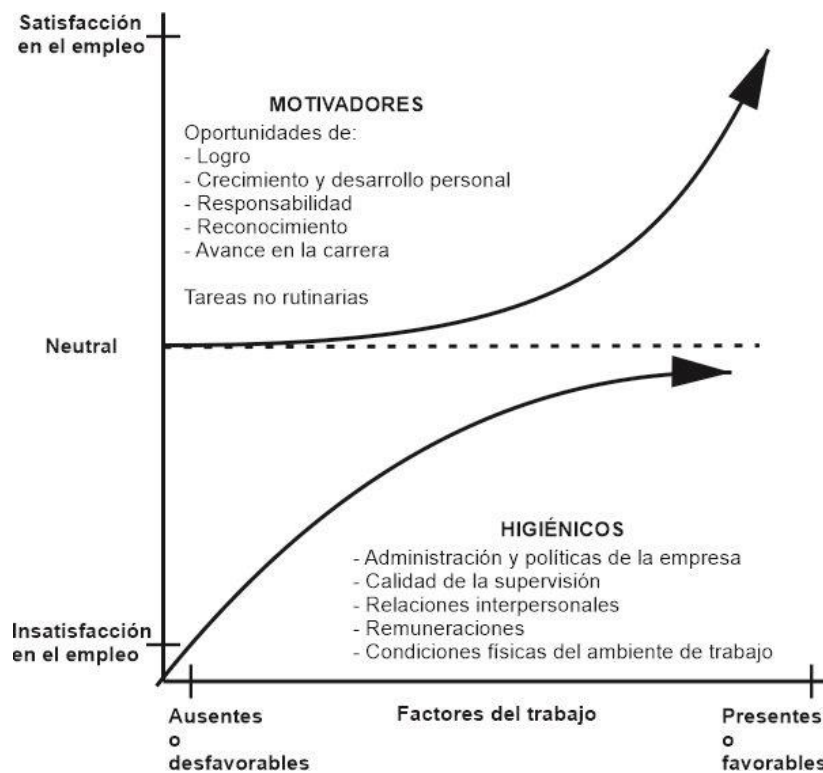 Satisfacción
en el empleo
MOTIVADORES
Oportunidades de:
- Logro
- Crecimiento y desarrollo personal
- Responsabilidad
- Reconocimiento
- Avance en la carrera
Tareas no rutinarias
Neutral
HIGIÉNICOS
- Administración y políticas de la empresa
- Calidad de la supervisión
- Relaciones interpersonales
- Remuneraciones
- Condiciones físicas del ambiente de trabajo
Insatisfacción
en el empleo
Ausentes
o
desfavorables
Factores del trabajo
Presentes
o
favorables